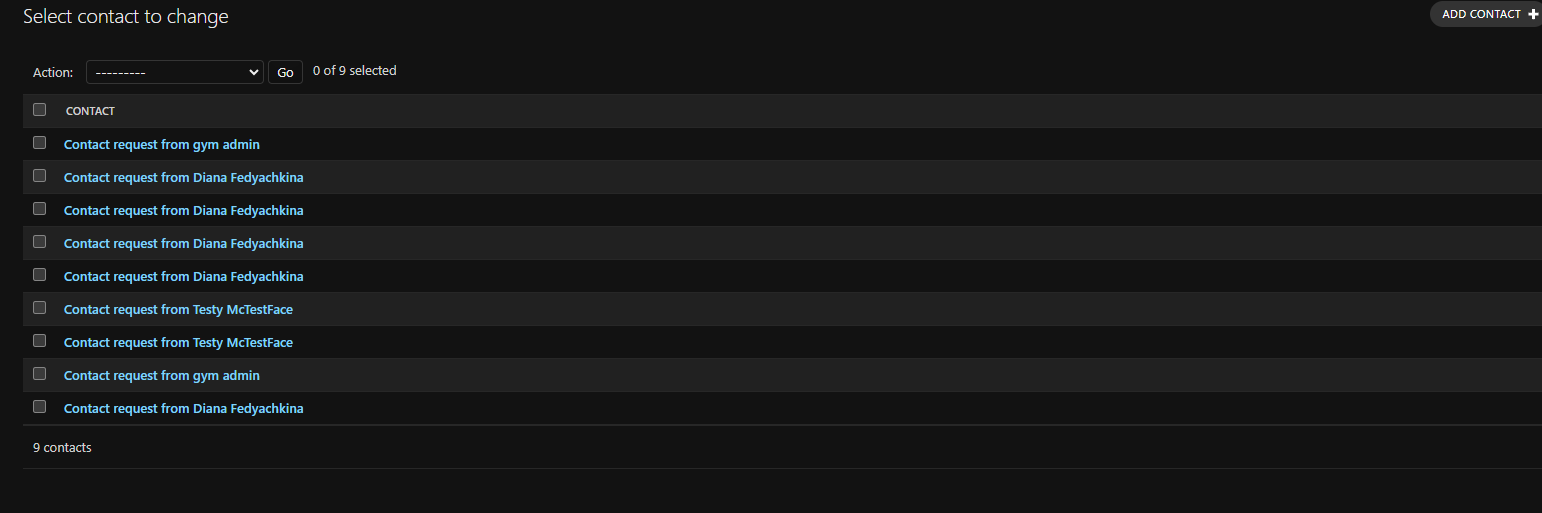 Select contact to change
ADD CONTACT +
Action: --------- Go 0 of 9 selected
CONTACT
Contact request from gym admin
Contact request from Diana Fedyachkina
Contact request from Diana Fedyachkina
Contact request from Diana Fedyachkina
Contact request from Diana Fedyachkina
Contact request from Testy McTestFace
Contact request from Testy McTestFace
Contact request from gym admin
Contact request from Diana Fedyachkina
9 contacts